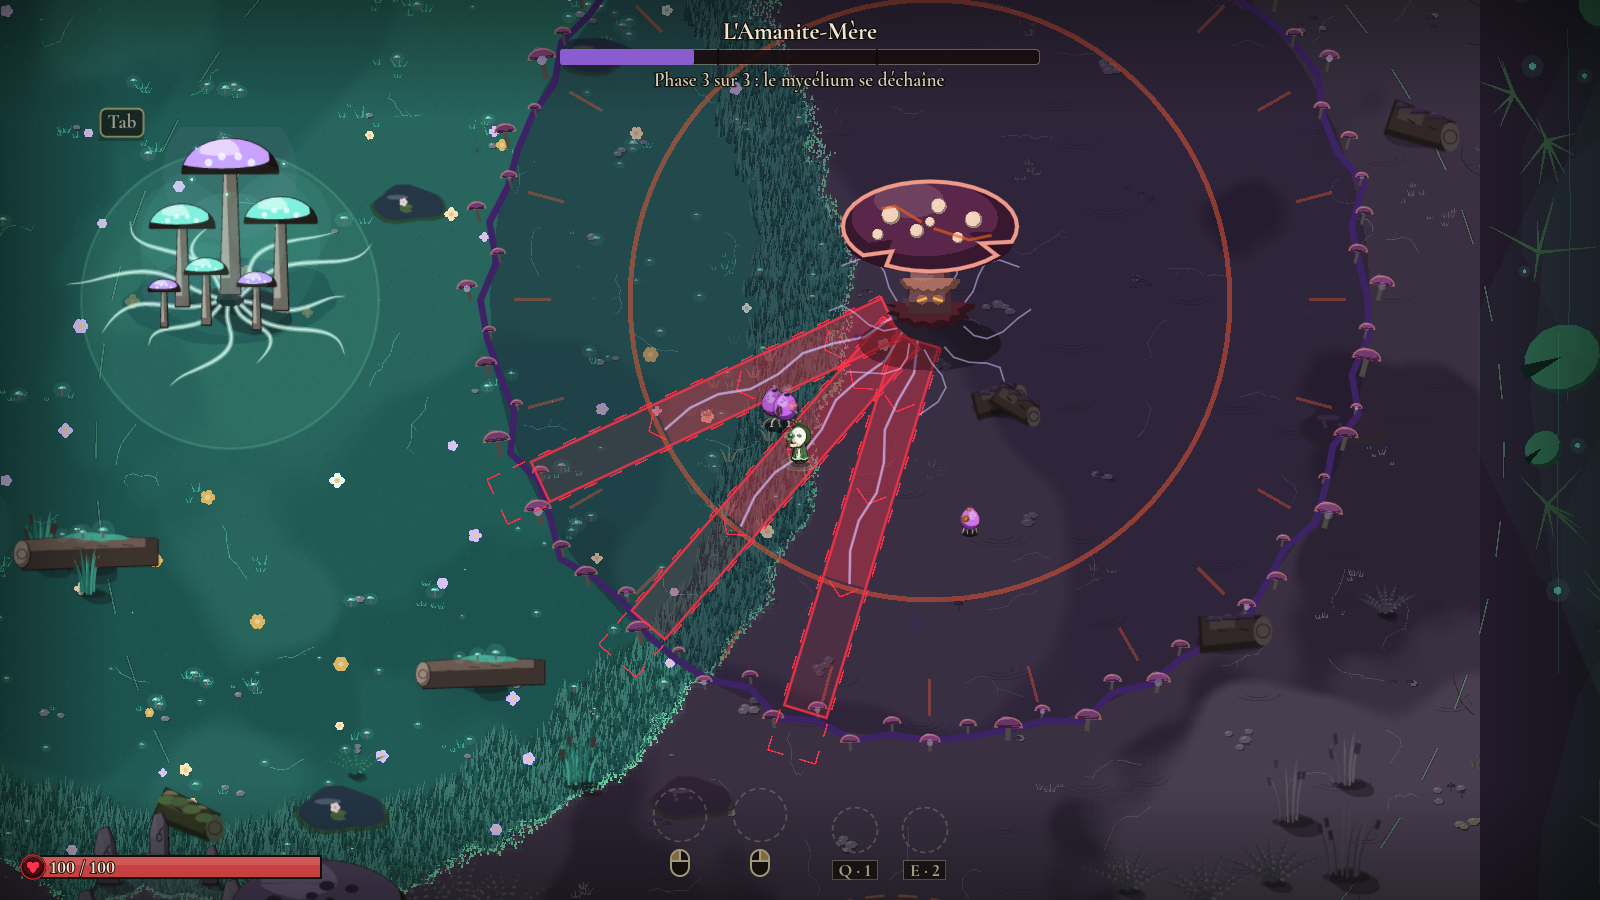 L'Amanite-Mère
Phase 3 sur 3 : le mycélium se déchaîne
Tab
100 / 100
Q · 1
E · 2